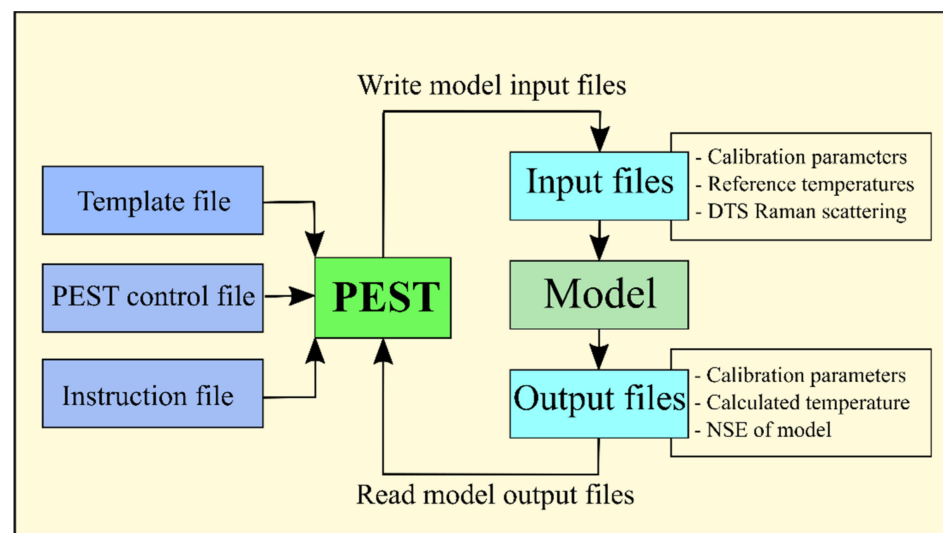 Write model input files
Template file
PEST control file
Instruction file
PEST
Input files
- Calibration parameters
- Reference temperatures
- DTS Raman scattering
Model
Output files
- Calibration parameters
- Calculated temperature
- NSE of model
Read model output files